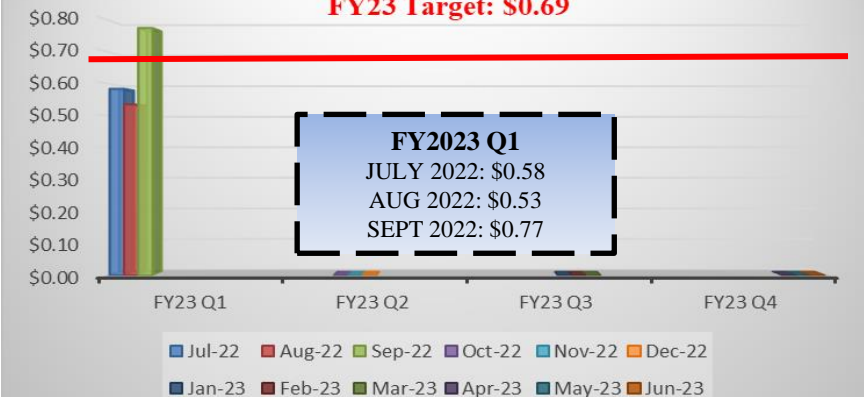 FY23 Target: $0.69
$0.80
$0.70
$0.60
$0.50
$0.40
$0.30
$0.20
$0.10
$0.00
FY2023 Q1
JULY 2022: $0.58
AUG 2022: $0.53
SEPT 2022: $0.77
FY23 Q1 FY23 Q2 FY23 Q3 FY23 Q4
Jul-22 Aug-22 Sep-22 Oct-22 Nov-22 Dec-22
Jan-23 Feb-23 Mar-23 Apr-23 May-23 Jun-23